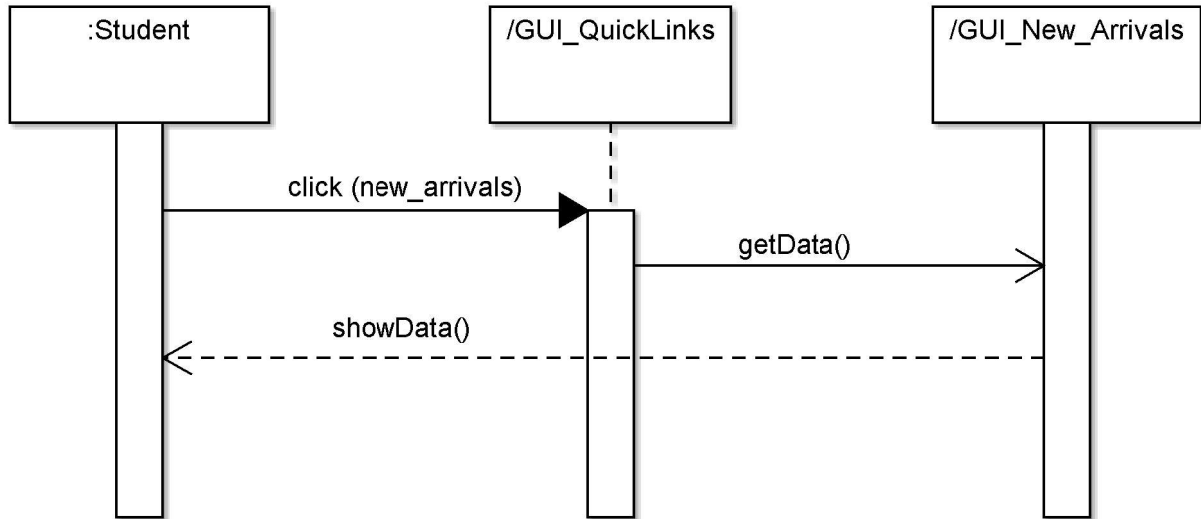 :Student
/GUI_QuickLinks
/GUI_New_Arrivals
click (new_arrivals)
getData()
showData()